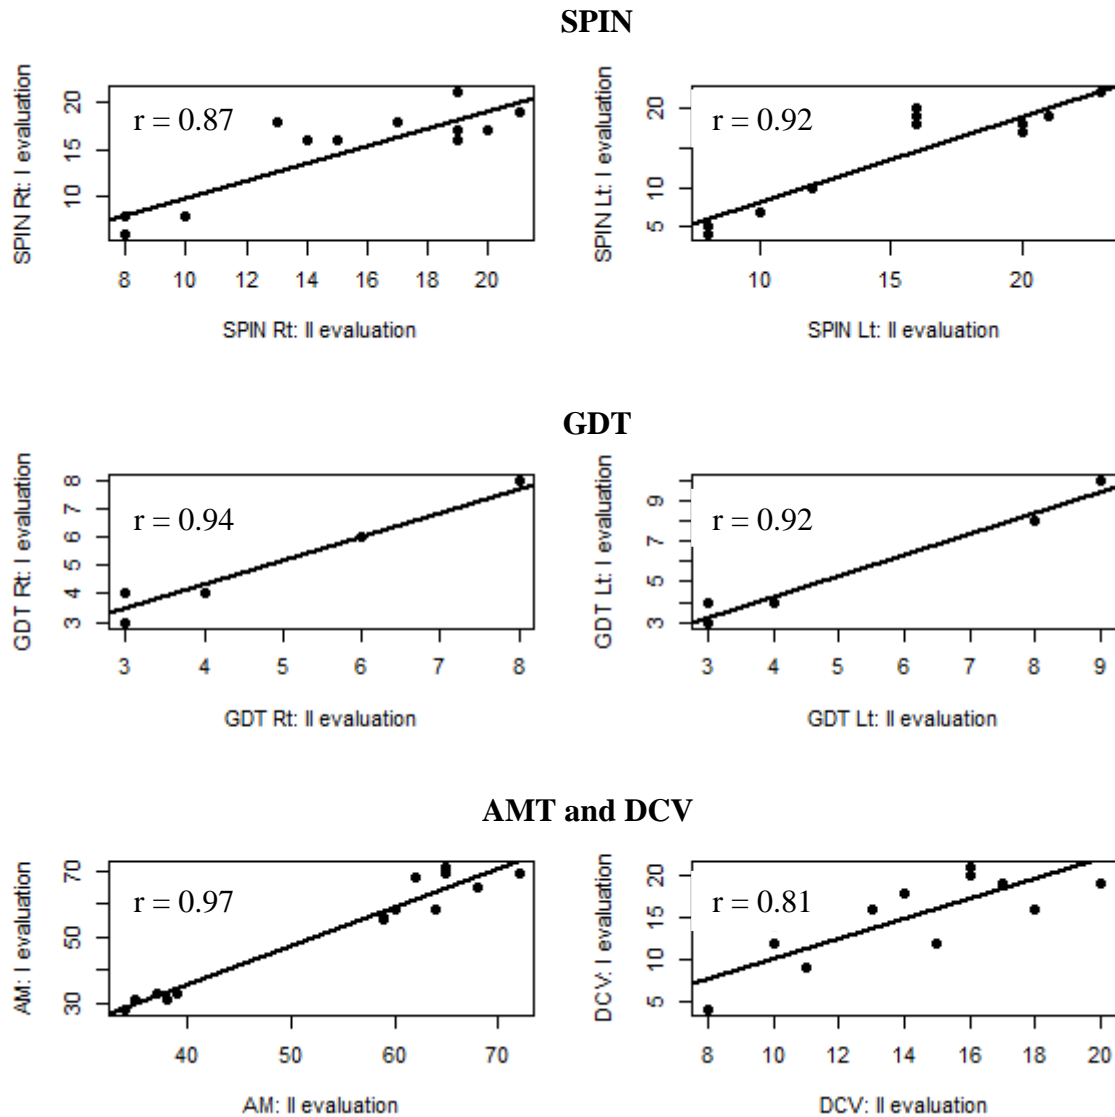 SPIN
SPIN Rt: I evaluation
r = 0.87
10 15 20
8 10 12 14 16 18 20
SPIN Rt: II evaluation
SPIN Lt: I evaluation
r = 0.92
5 10 20
10 15 20
SPIN Lt: II evaluation
GDT
GDT Rt: I evaluation
r = 0.94
3 4 5 6 7 8
3 4 5 6 7 8
GDT Rt: II evaluation
GDT Lt: I evaluation
r = 0.92
3 5 7 9
3 4 5 6 7 8 9
GDT Lt: II evaluation
AMT and DCV
AM: I evaluation
r = 0.97
30 50 70
40 50 60 70
AM: II evaluation
DCV: I evaluation
r = 0.81
5 10 15 20
8 10 12 14 16 18 20
DCV: II evaluation